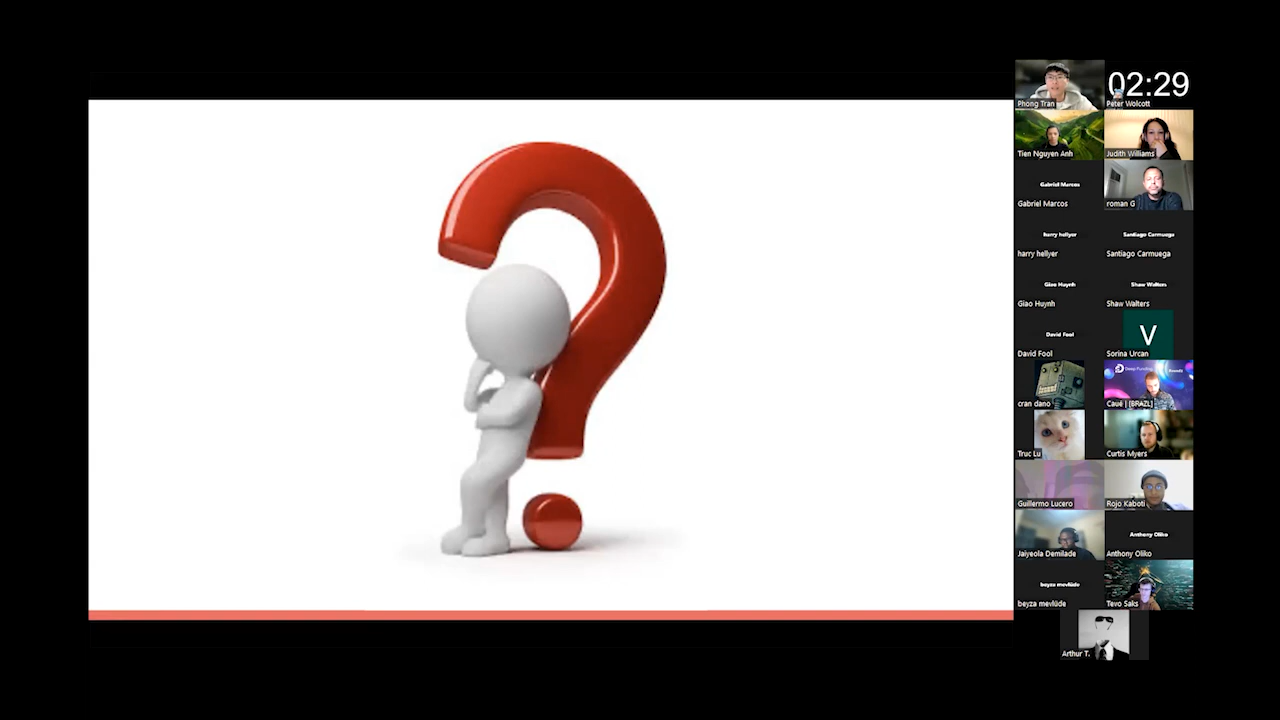 02:29
Phong Tran
Peter Wolcott
Tien Nguyen Anh
Judith Williams
Gabriel Marcos
Gabriel Marcos
roman G
harry hellyer
Santiago Carmuega
harry hellyer
Santiago Carmuega
Giao Huynh
Shaw Walters
Giao Huynh
Shaw Walters
David Fool
V
David Fool
Sorina Urcan
Deep Funding
cran dano
Cauê | [BRAZL]
Truc Lu
Curtis Myers
Guillermo Lucero
Rojo Kaboti
Anthony Oliko
Jaiyeola Demilade
Anthony Oliko
beyza mevlüde
beyza mevlüde
Tevo Saks
Arthur T.